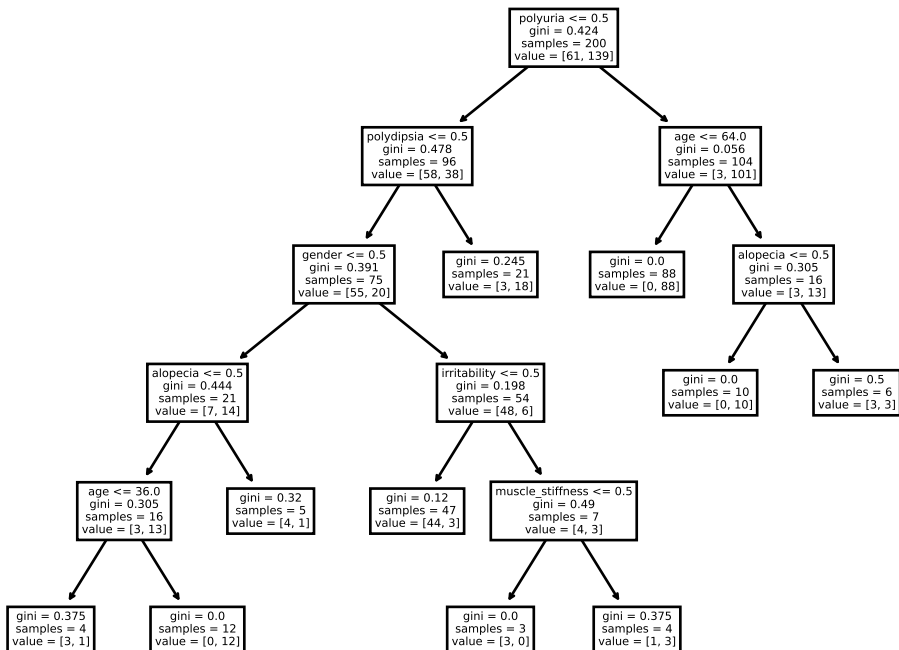 polyuria <= 0.5
gini = 0.424
samples = 200
value = [61, 139]
polydipsia <= 0.5
gini = 0.478
samples = 96
value = [58, 38]
age <= 64.0
gini = 0.056
samples = 104
value = [3, 101]
gender <= 0.5
gini = 0.391
samples = 75
value = [55, 20]
gini = 0.245
samples = 21
value = [3, 18]
gini = 0.0
samples = 88
value = [0, 88]
alopecia <= 0.5
gini = 0.305
samples = 16
value = [3, 13]
alopecia <= 0.5
gini = 0.444
samples = 21
value = [7, 14]
irritability <= 0.5
gini = 0.198
samples = 54
value = [48, 6]
gini = 0.0
samples = 10
value = [0, 10]
gini = 0.5
samples = 6
value = [3, 3]
age <= 36.0
gini = 0.305
samples = 16
value = [3, 13]
gini = 0.32
samples = 5
value = [4, 1]
gini = 0.12
samples = 47
value = [44, 3]
muscle_stiffness <= 0.5
gini = 0.49
samples = 7
value = [4, 3]
gini = 0.375
samples = 4
value = [3, 1]
gini = 0.0
samples = 12
value = [0, 12]
gini = 0.0
samples = 3
value = [3, 0]
gini = 0.375
samples = 4
value = [1, 3]